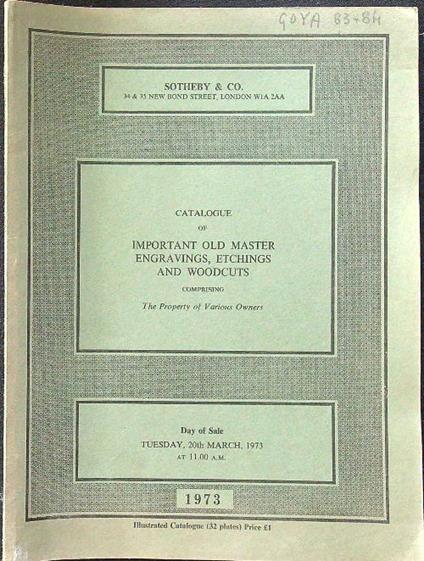 GOYA 83-84
SOTHEBY & CO.
34 & 35 NEW BOND STREET, LONDON W1A 2AA
CATALOGUE
OF
IMPORTANT OLD MASTER
ENGRAVINGS, ETCHINGS
AND WOODCUTS
COMPRISING
The Property of Various Owners
Day of Sale
TUESDAY, 20th MARCH, 1973
AT 11.00 A.M.
1973
Illustrated Catalogue (32 plates) Price £1